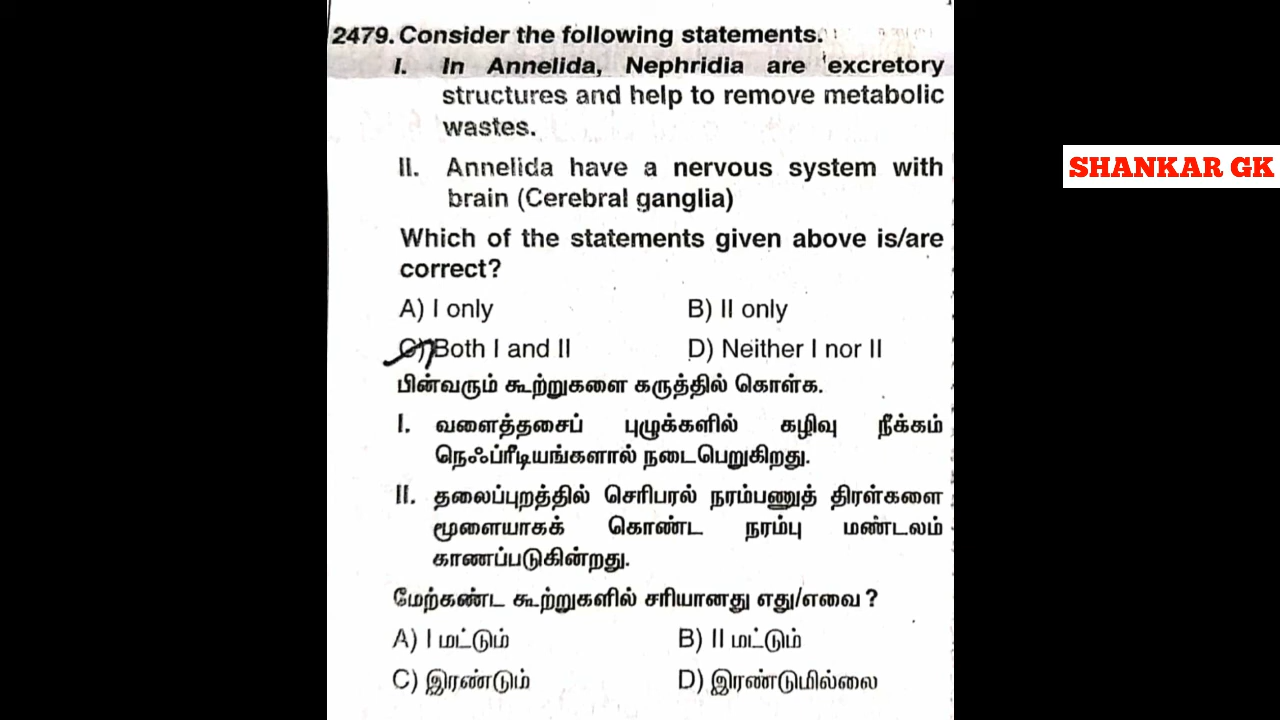 2479. Consider the following statements.
I. In Annelida, Nephridia are excretory
structures and help to remove metabolic
wastes.
SHANKAR GK
II. Annelida have a nervous system with
brain (Cerebral ganglia)
Which of the statements given above is/are
correct?
A) I only B) II only
C) Both I and II D) Neither I nor II
பின்வரும் கூற்றுகளை கருத்தில் கொள்க.
I. வளைத்தசைப் புழுக்களில் கழிவு நீக்கம்
நெஃப்ரீடியங்களால் நடைபெறுகிறது.
II. தலைப்புறத்தில் செரிபரல் நரம்பணுத் திரள்களை
மூளையாகக் கொண்ட நரம்பு மண்டலம்
காணப்படுகின்றது.
மேற்கண்ட கூற்றுகளில் சரியானது எது/எவை ?
A) I மட்டும் B) II மட்டும்
C) இரண்டும் D) இரண்டுமில்லை